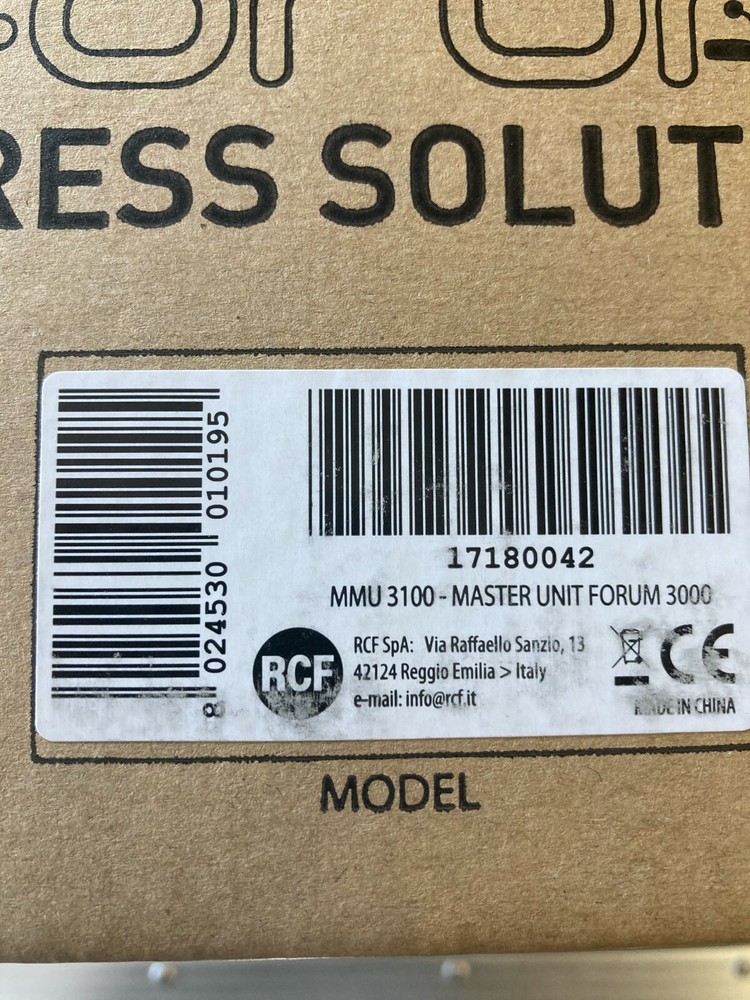 RESS SOLUT
8 024530 010195
17180042
MMU 3100 - MASTER UNIT FORUM 3000
RCF
RCF SpA: Via Raffaello Sanzio, 13
42124 Reggio Emilia > Italy
e-mail: info@rcf.it
CE
MADE IN CHINA
MODEL